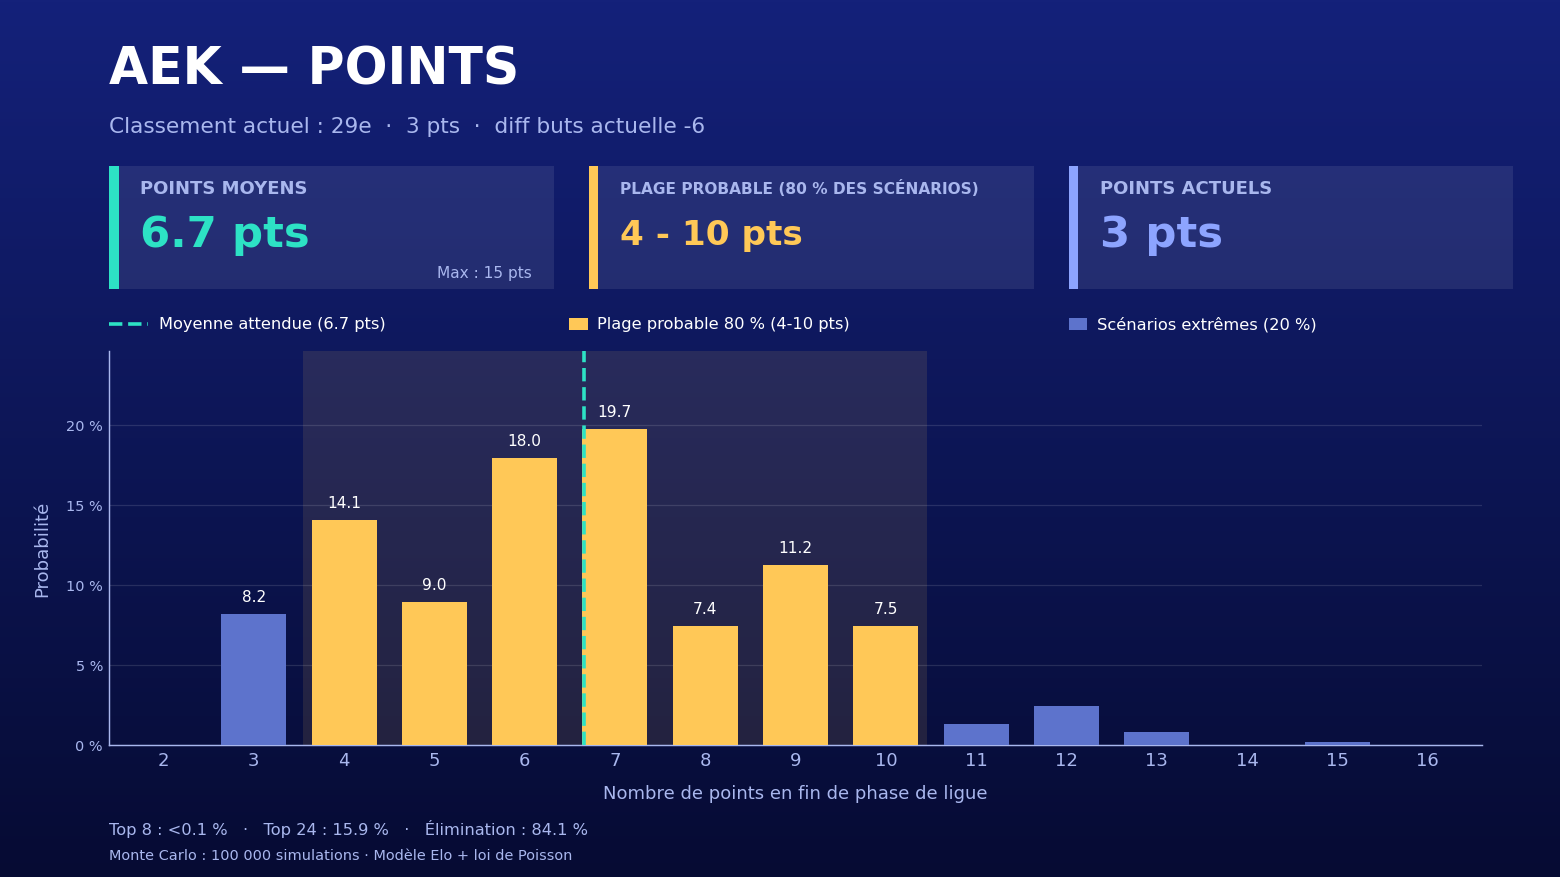 AEK — POINTS
Classement actuel : 29e · 3 pts · diff buts actuelle -6
POINTS MOYENS
6.7 pts
Max : 15 pts
PLAGE PROBABLE (80 % DES SCÉNARIOS)
4 - 10 pts
POINTS ACTUELS
3 pts
Moyenne attendue (6.7 pts)
Plage probable 80 % (4-10 pts)
Scénarios extrêmes (20 %)
Probabilité
20 %
15 %
10 %
5 %
0 %
8.2
14.1
9.0
18.0
19.7
7.4
11.2
7.5
2 3 4 5 6 7 8 9 10 11 12 13 14 15 16
Nombre de points en fin de phase de ligue
Top 8 : <0.1 % · Top 24 : 15.9 % · Élimination : 84.1 %
Monte Carlo : 100 000 simulations · Modèle Elo + loi de Poisson